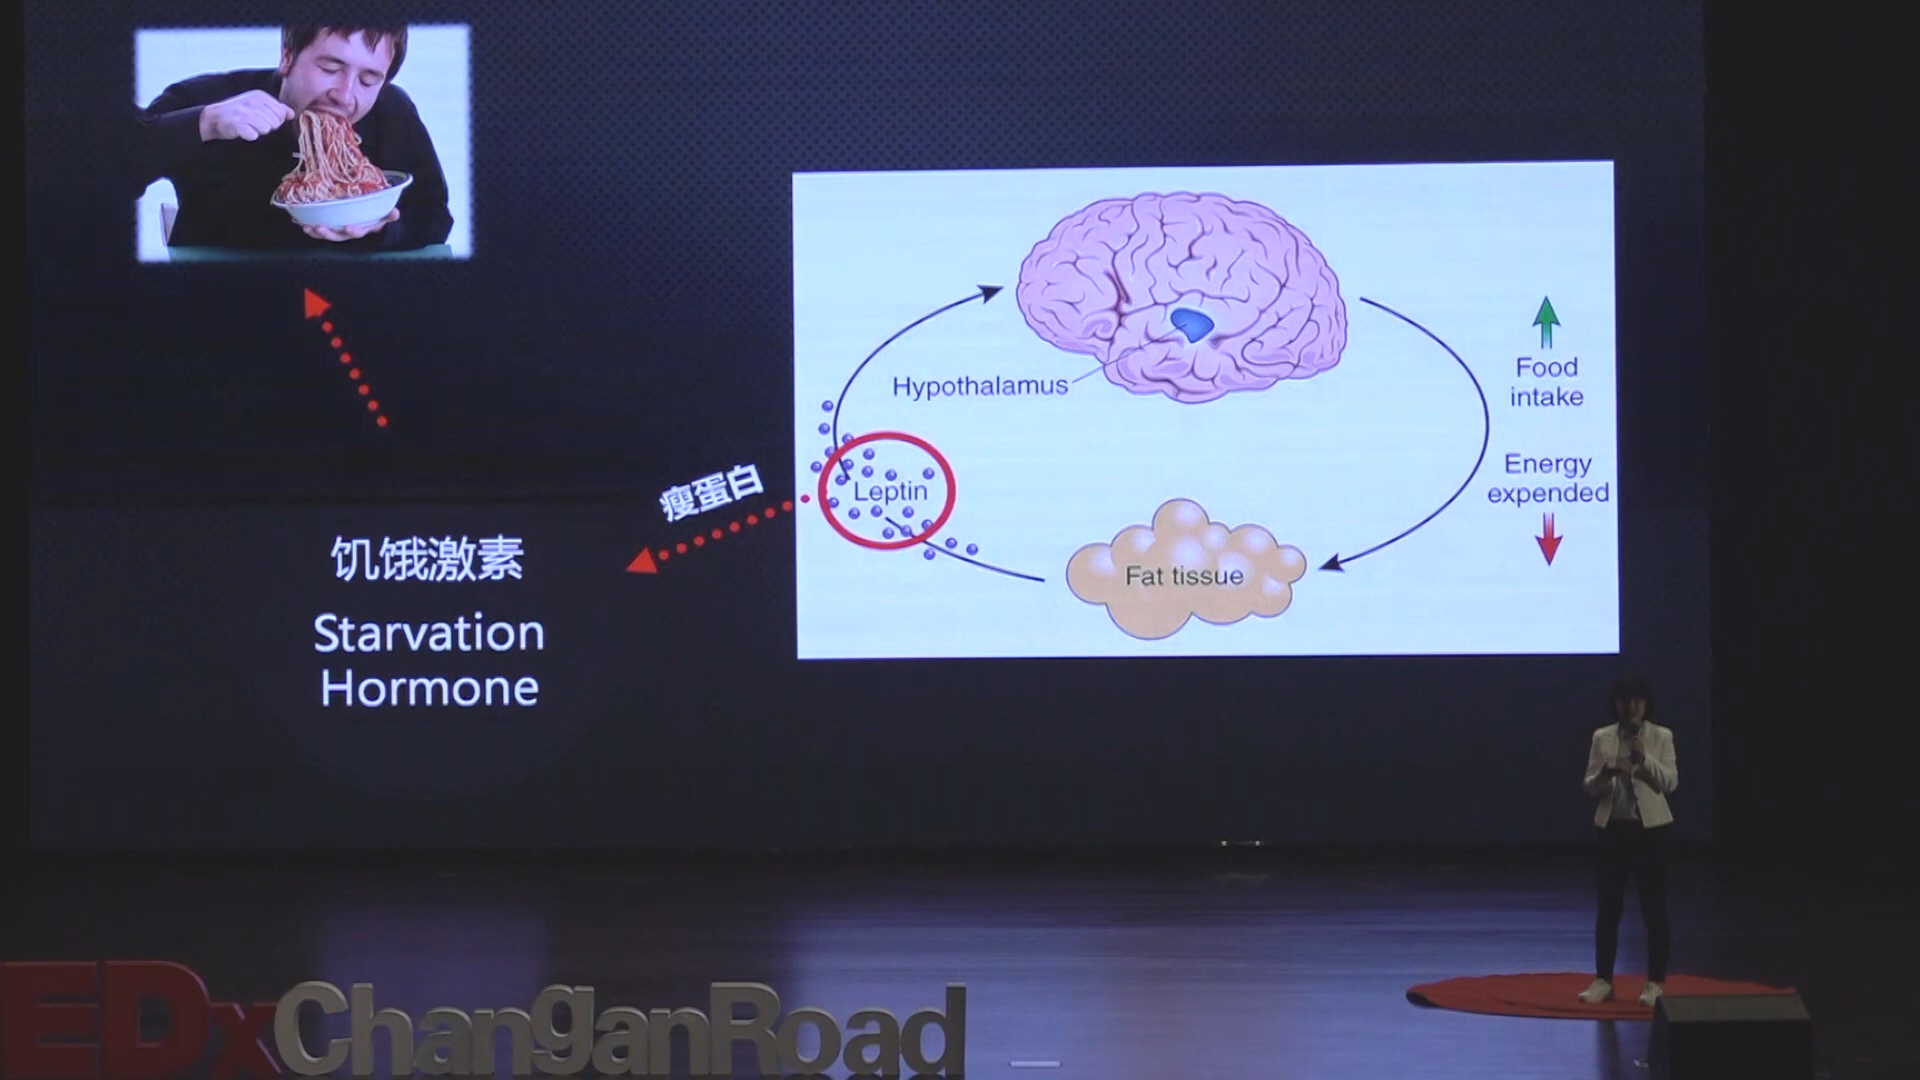 瘦蛋白
饥饿激素
Starvation
Hormone
Hypothalamus
Leptin
Fat tissue
Food
intake
Energy
expended
EDxChanganRoad